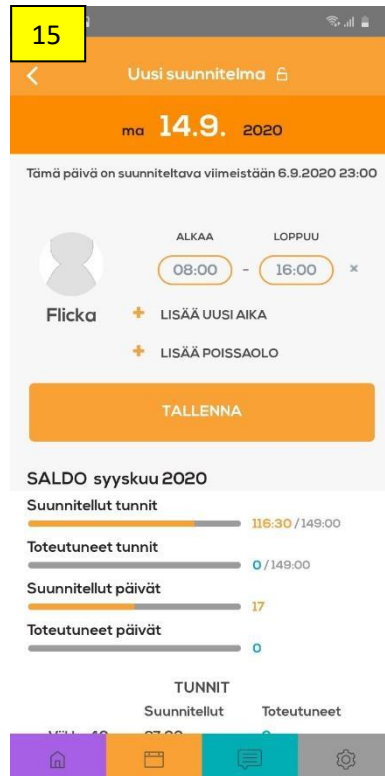 15
Uusi suunnitelma
ma 14.9. 2020
Tämä päivä on suunniteltava viimeistään 6.9.2020 23:00
ALKAA LOPPUU
08:00 - 16:00 ×
Flicka
+ LISÄÄ UUSI AIKA
+ LISÄÄ POISSAOLO
TALLENNA
SALDO syyskuu 2020
Suunnitellut tunnit
116:30 / 149:00
Toteutuneet tunnit
0 / 149:00
Suunnitellut päivät
17
Toteutuneet päivät
0
TUNNIT
Suunnitellut Toteutuneet